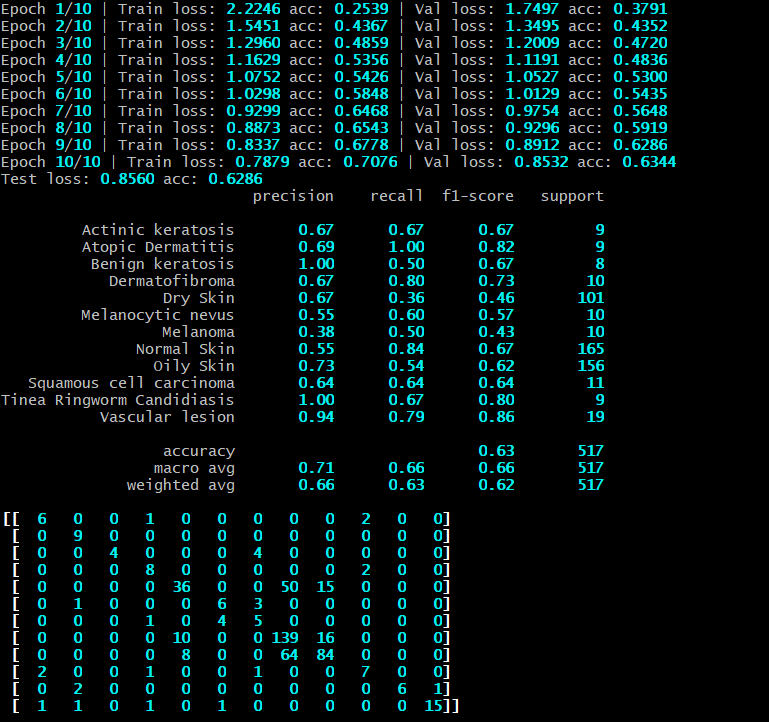 Epoch 1/10 | Train loss: 2.2246 acc: 0.2539 | Val loss: 1.7497 acc: 0.3791
Epoch 2/10 | Train loss: 1.5451 acc: 0.4367 | Val loss: 1.3495 acc: 0.4352
Epoch 3/10 | Train loss: 1.2960 acc: 0.4859 | Val loss: 1.2009 acc: 0.4720
Epoch 4/10 | Train loss: 1.1629 acc: 0.5356 | Val loss: 1.1191 acc: 0.4836
Epoch 5/10 | Train loss: 1.0752 acc: 0.5426 | Val loss: 1.0527 acc: 0.5300
Epoch 6/10 | Train loss: 1.0298 acc: 0.5848 | Val loss: 1.0129 acc: 0.5435
Epoch 7/10 | Train loss: 0.9299 acc: 0.6468 | Val loss: 0.9754 acc: 0.5648
Epoch 8/10 | Train loss: 0.8873 acc: 0.6543 | Val loss: 0.9296 acc: 0.5919
Epoch 9/10 | Train loss: 0.8337 acc: 0.6778 | Val loss: 0.8912 acc: 0.6286
Epoch 10/10 | Train loss: 0.7879 acc: 0.7076 | Val loss: 0.8532 acc: 0.6344
Test loss: 0.8560 acc: 0.6286
precision recall f1-score support
Actinic keratosis 0.67 0.67 0.67 9
Atopic Dermatitis 0.69 1.00 0.82 9
Benign keratosis 1.00 0.50 0.67 8
Dermatofibroma 0.67 0.80 0.73 10
Dry Skin 0.67 0.36 0.46 101
Melanocytic nevus 0.55 0.60 0.57 10
Melanoma 0.38 0.50 0.43 10
Normal Skin 0.55 0.84 0.67 165
Oily Skin 0.73 0.54 0.62 156
Squamous cell carcinoma 0.64 0.64 0.64 11
Tinea Ringworm Candidiasis 1.00 0.67 0.80 9
Vascular lesion 0.94 0.79 0.86 19
accuracy 0.63 517
macro avg 0.71 0.66 0.66 517
weighted avg 0.66 0.63 0.62 517
[[ 6 0 0 1 0 0 0 0 0 2 0 0]
[ 0 9 0 0 0 0 0 0 0 0 0 0]
[ 0 0 4 0 0 0 4 0 0 0 0 0]
[ 0 0 0 8 0 0 0 0 0 2 0 0]
[ 0 0 0 0 36 0 0 50 15 0 0 0]
[ 0 1 0 0 0 6 3 0 0 0 0 0]
[ 0 0 0 1 0 4 5 0 0 0 0 0]
[ 0 0 0 0 10 0 0 139 16 0 0 0]
[ 0 0 0 0 8 0 0 64 84 0 0 0]
[ 2 0 0 1 0 0 1 0 0 7 0 0]
[ 0 2 0 0 0 0 0 0 0 0 6 1]
[ 1 1 0 1 0 1 0 0 0 0 0 15]]